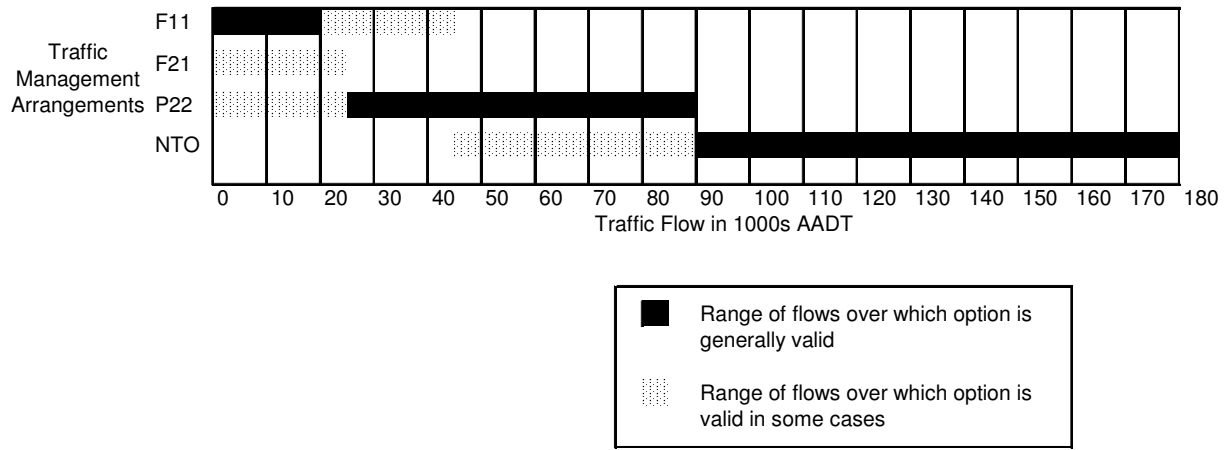 F11
Traffic
Management
Arrangements
F21
P22
NTO
0 10 20 30 40 50 60 70 80 90 100 110 120 130 140 150 160 170 180
Traffic Flow in 1000s AADT
Range of flows over which option is
generally valid
Range of flows over which option is
valid in some cases